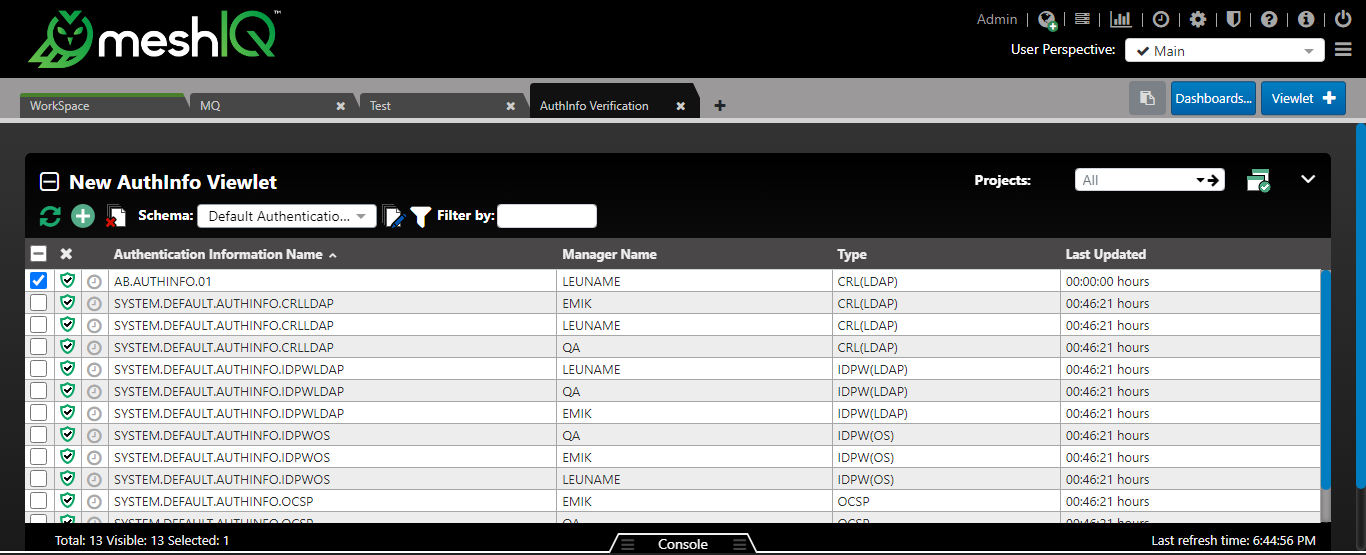 meshIQ™
Admin
User Perspective: Main
WorkSpace MQ Test AuthInfo Verification Dashboards... Viewlet
New AuthInfo Viewlet Projects: All
Schema: Default Authenticatio... Filter by:
Authentication Information Name Manager Name Type Last Updated
AB.AUTHINFO.01 LEUNAME CRL(LDAP) 00:00:00 hours
SYSTEM.DEFAULT.AUTHINFO.CRLLDAP EMIK CRL(LDAP) 00:46:21 hours
SYSTEM.DEFAULT.AUTHINFO.CRLLDAP LEUNAME CRL(LDAP) 00:46:21 hours
SYSTEM.DEFAULT.AUTHINFO.CRLLDAP QA CRL(LDAP) 00:46:21 hours
SYSTEM.DEFAULT.AUTHINFO.IDPWLDAP LEUNAME IDPW(LDAP) 00:46:21 hours
SYSTEM.DEFAULT.AUTHINFO.IDPWLDAP QA IDPW(LDAP) 00:46:21 hours
SYSTEM.DEFAULT.AUTHINFO.IDPWLDAP EMIK IDPW(LDAP) 00:46:21 hours
SYSTEM.DEFAULT.AUTHINFO.IDPWOS QA IDPW(OS) 00:46:21 hours
SYSTEM.DEFAULT.AUTHINFO.IDPWOS EMIK IDPW(OS) 00:46:21 hours
SYSTEM.DEFAULT.AUTHINFO.IDPWOS LEUNAME IDPW(OS) 00:46:21 hours
SYSTEM.DEFAULT.AUTHINFO.OCSP EMIK OCSP 00:46:21 hours
SYSTEM.DEFAULT.AUTHINFO.OCSP QA OCSP 00:46:21 hours
Total: 13 Visible: 13 Selected: 1 Console Last refresh time: 6:44:56 PM